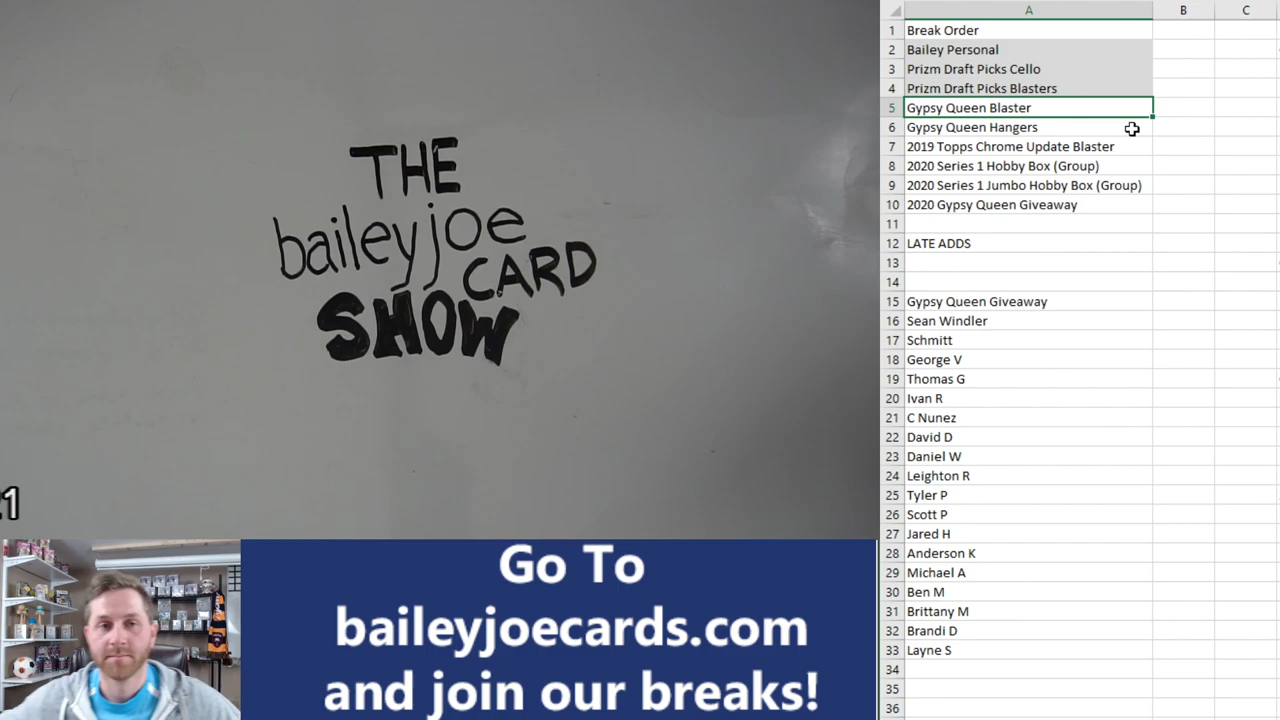 THE
bailey joe
CARD
SHOW
21
Go To
baileyjoecards.com
and join our breaks!
A B C
1 Break Order
2 Bailey Personal
3 Prizm Draft Picks Cello
4 Prizm Draft Picks Blasters
5 Gypsy Queen Blaster
6 Gypsy Queen Hangers
7 2019 Topps Chrome Update Blaster
8 2020 Series 1 Hobby Box (Group)
9 2020 Series 1 Jumbo Hobby Box (Group)
10 2020 Gypsy Queen Giveaway
11
12 LATE ADDS
13
14
15 Gypsy Queen Giveaway
16 Sean Windler
17 Schmitt
18 George V
19 Thomas G
20 Ivan R
21 C Nunez
22 David D
23 Daniel W
24 Leighton R
25 Tyler P
26 Scott P
27 Jared H
28 Anderson K
29 Michael A
30 Ben M
31 Brittany M
32 Brandi D
33 Layne S
34
35
36